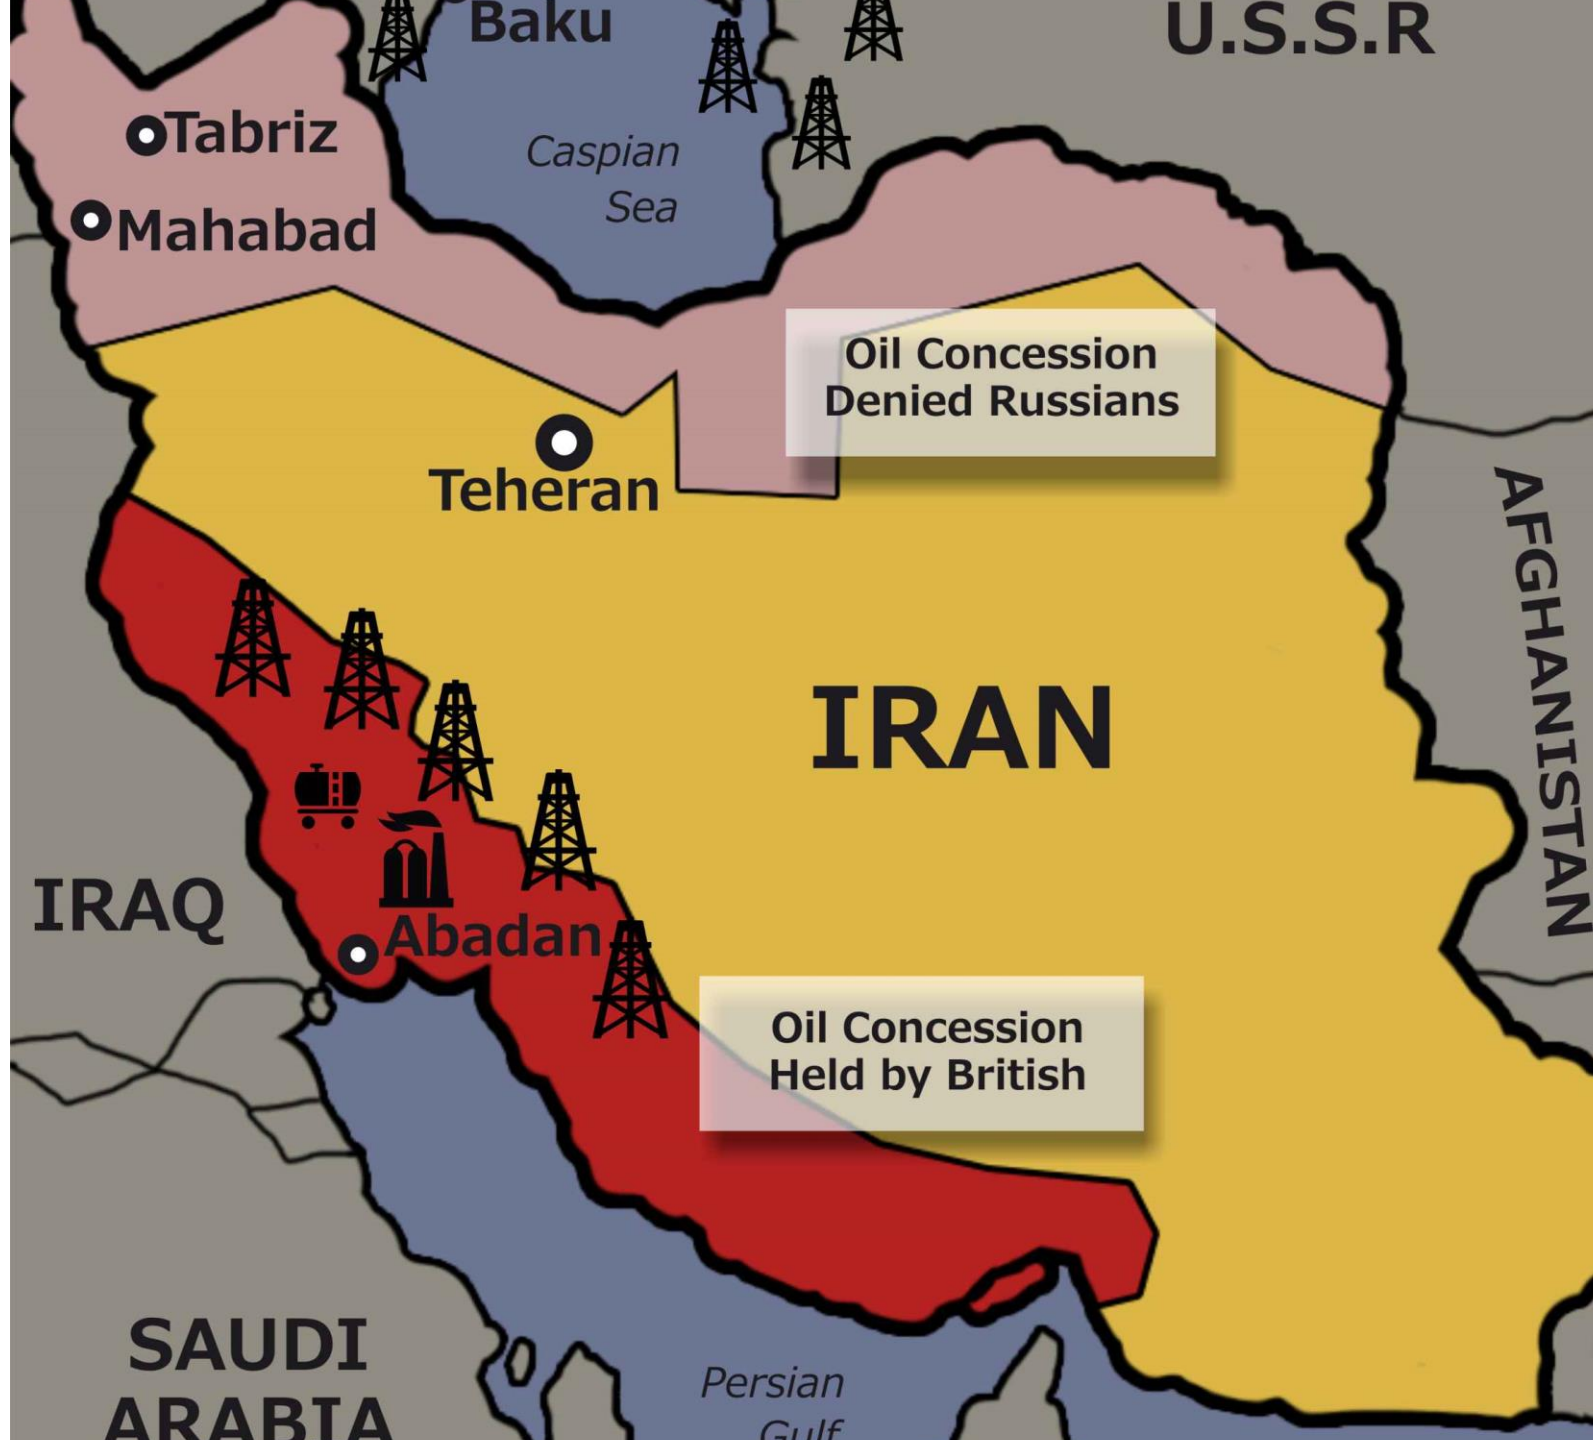 Baku
U.S.S.R
Tabriz
Caspian
Sea
Mahabad
Oil Concession
Denied Russians
Teheran
AFGHANISTAN
IRAN
IRAQ
Abadan
Oil Concession
Held by British
SAUDI
ARABIA
Persian
Gulf